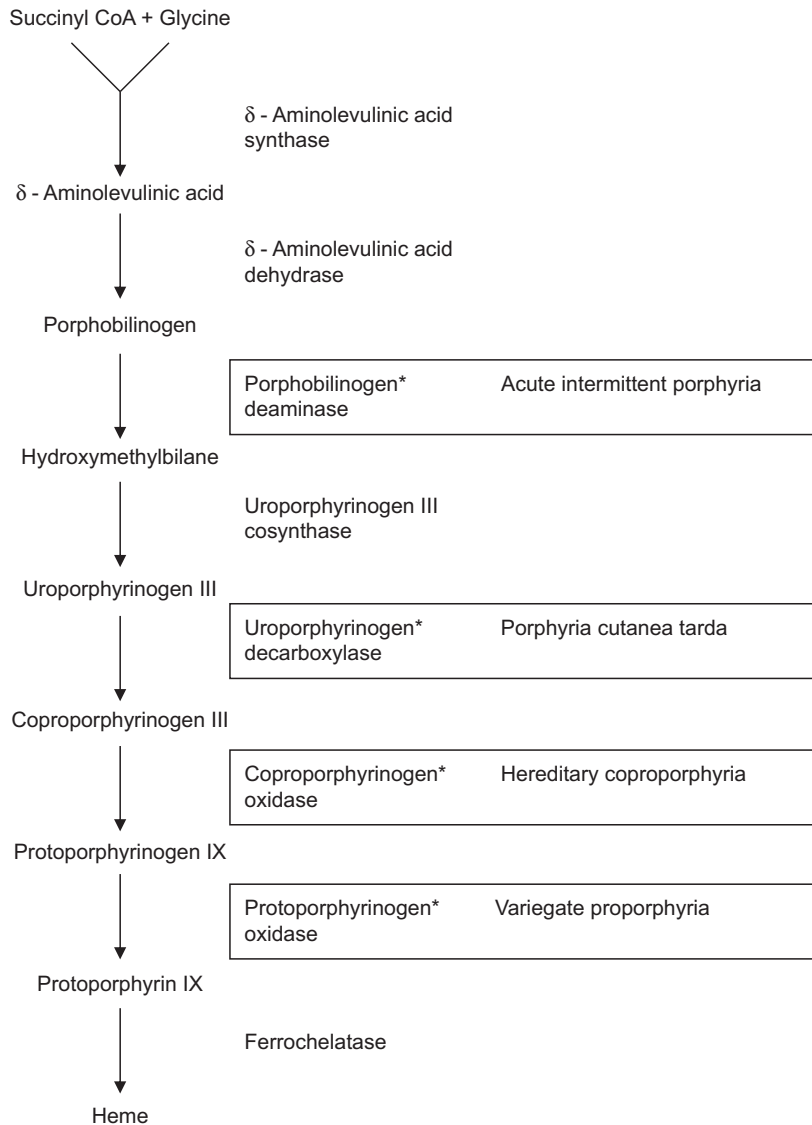 Succinyl CoA + Glycine
δ - Aminolevulinic acid
synthase
δ - Aminolevulinic acid
δ - Aminolevulinic acid
dehydrase
Porphobilinogen
Porphobilinogen* Acute intermittent porphyria
deaminase
Hydroxymethylbilane
Uroporphyrinogen III
cosynthase
Uroporphyrinogen III
Uroporphyrinogen* Porphyria cutanea tarda
decarboxylase
Coproporphyrinogen III
Coproporphyrinogen* Hereditary coproporphyria
oxidase
Protoporphyrinogen IX
Protoporphyrinogen* Variegate proporphyria
oxidase
Protoporphyrin IX
Ferrochelatase
Heme